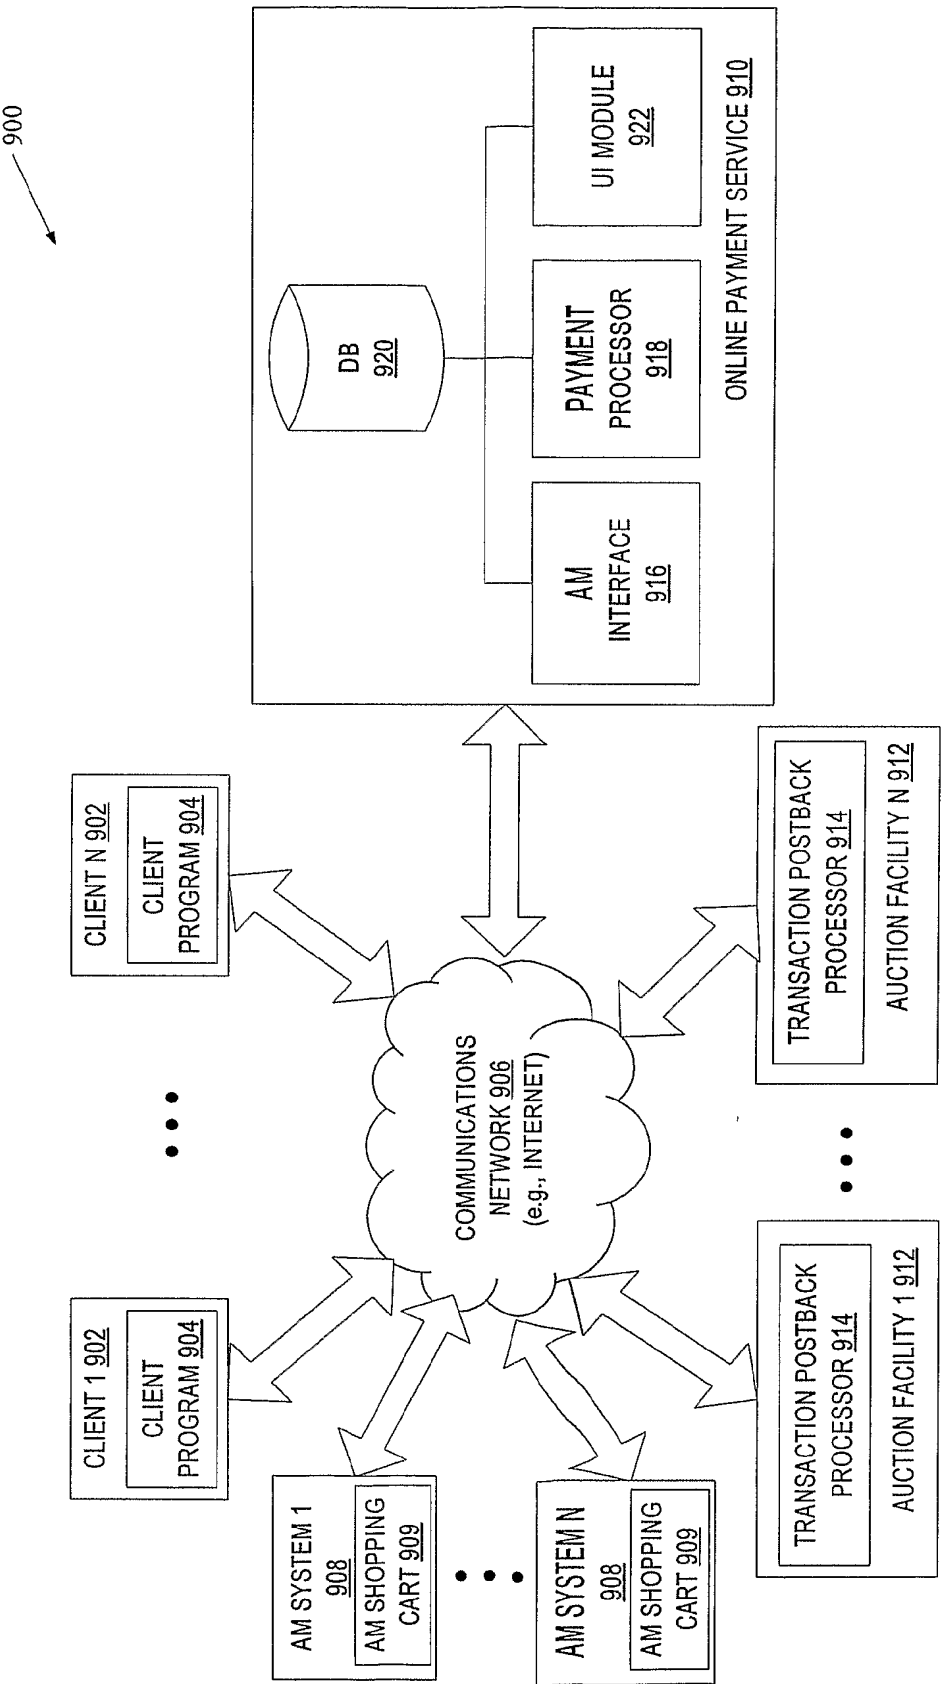 900
CLIENT 1 902
CLIENT
PROGRAM 904
CLIENT N 902
CLIENT
PROGRAM 904
AM SYSTEM 1
908
AM SHOPPING
CART 909
AM SYSTEM N
908
AM SHOPPING
CART 909
COMMUNICATIONS
NETWORK 906
(e.g., INTERNET)
DB
920
AM
INTERFACE
916
PAYMENT
PROCESSOR
918
UI MODULE
922
ONLINE PAYMENT SERVICE 910
TRANSACTION POSTBACK
PROCESSOR 914
AUCTION FACILITY 1 912
TRANSACTION POSTBACK
PROCESSOR 914
AUCTION FACILITY N 912